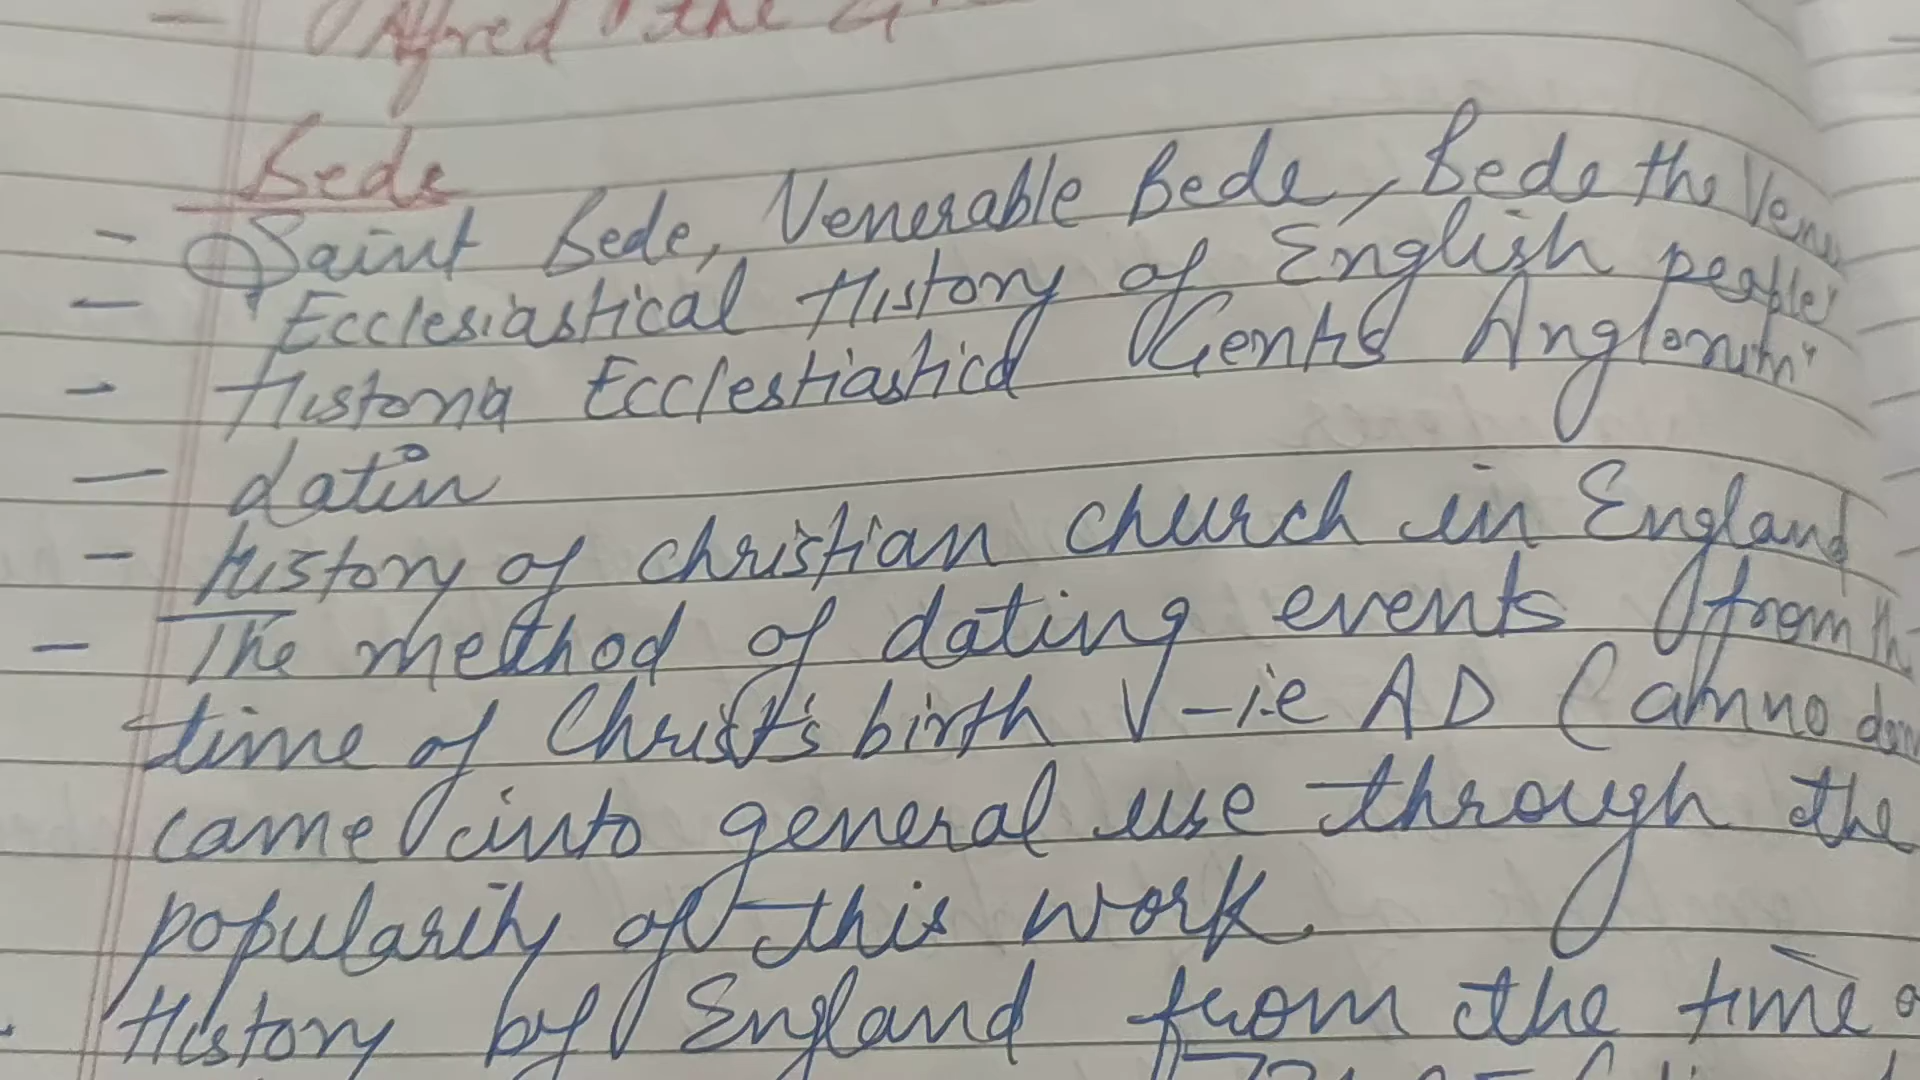 - Alfred the
Bede
- Saint Bede, Venerable Bede, Bede the
- Ecclesiastical History of English people
- Historia Ecclestiastica Gentis Anglorum
- Latin
- History of Christian church in England
- The method of dating events from
time of Christ's birth - i.e AD (anno
came into general use through the
popularity of this work.
History of England from the time